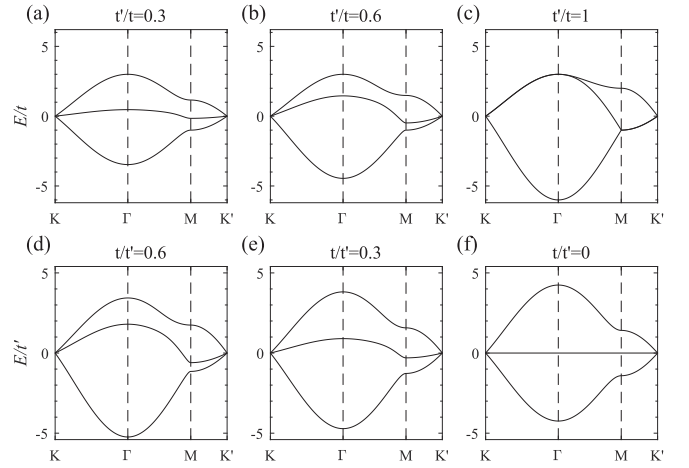 (a) t'/t=0.3 (b) t'/t=0.6 (c) t'/t=1
5 5 5
E/t 0 0 0
-5 -5 -5
K Γ M K' K Γ M K' K Γ M K'
(d) t/t'=0.6 (e) t/t'=0.3 (f) t/t'=0
5 5 5
E/t' 0 0 0
-5 -5 -5
K Γ M K' K Γ M K' K Γ M K'